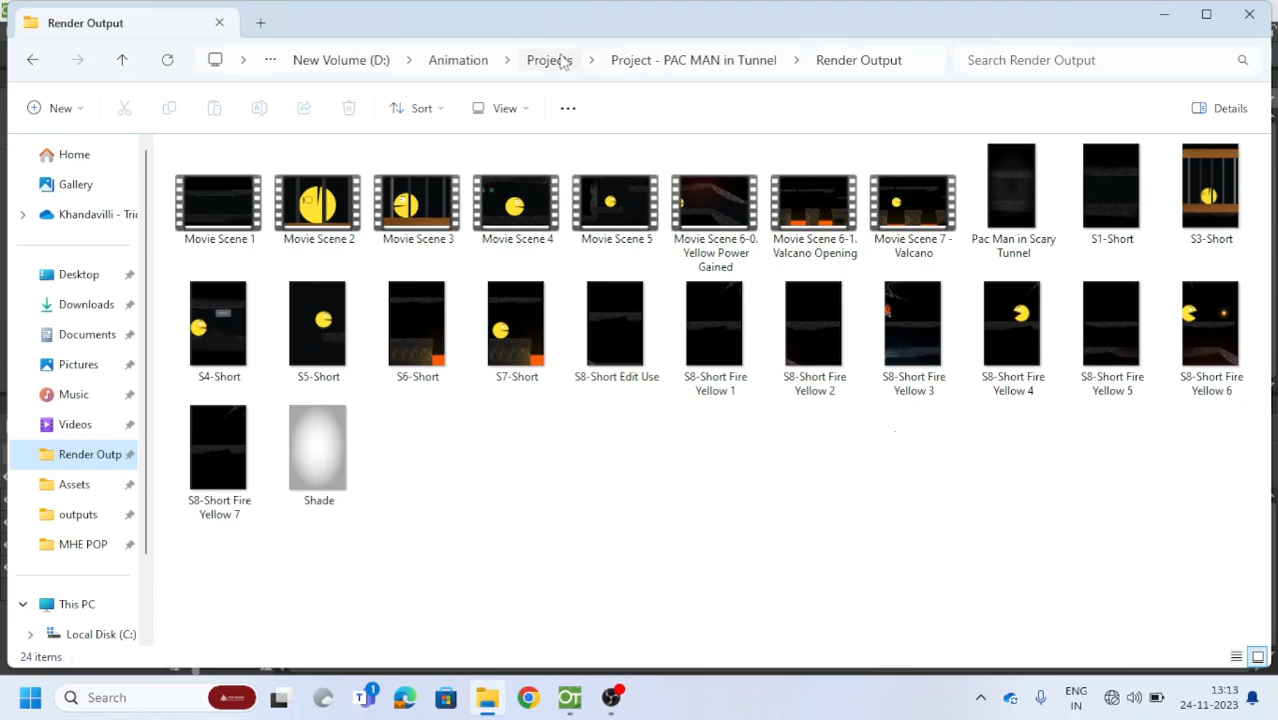 Render Output
New Volume (D:) Animation Projects Project - PAC MAN in Tunnel Render Output Search Render Output
New Sort View Details
Home
Gallery
Khandavilli - Tric
Desktop
Downloads
Documents
Pictures
Music
Videos
Render Outp
Assets
outputs
MHE POP
This PC
Local Disk (C:)
Movie Scene 1
Movie Scene 2
Movie Scene 3
Movie Scene 4
Movie Scene 5
Movie Scene 6-0.
Yellow Power
Gained
Movie Scene 6-1.
Valcano Opening
Movie Scene 7 -
Valcano
Pac Man in Scary
Tunnel
S1-Short
S3-Short
S4-Short
S5-Short
S6-Short
S7-Short
S8-Short Edit Use
S8-Short Fire
Yellow 1
S8-Short Fire
Yellow 2
S8-Short Fire
Yellow 3
S8-Short Fire
Yellow 4
S8-Short Fire
Yellow 5
S8-Short Fire
Yellow 6
S8-Short Fire
Yellow 7
Shade
24 items
Search
1
ENG
IN
13:13
24-11-2023